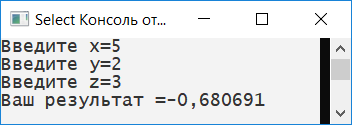 Select Консоль от...
Введите x=5
Введите y=2
Введите z=3
Ваш результат =-0,680691